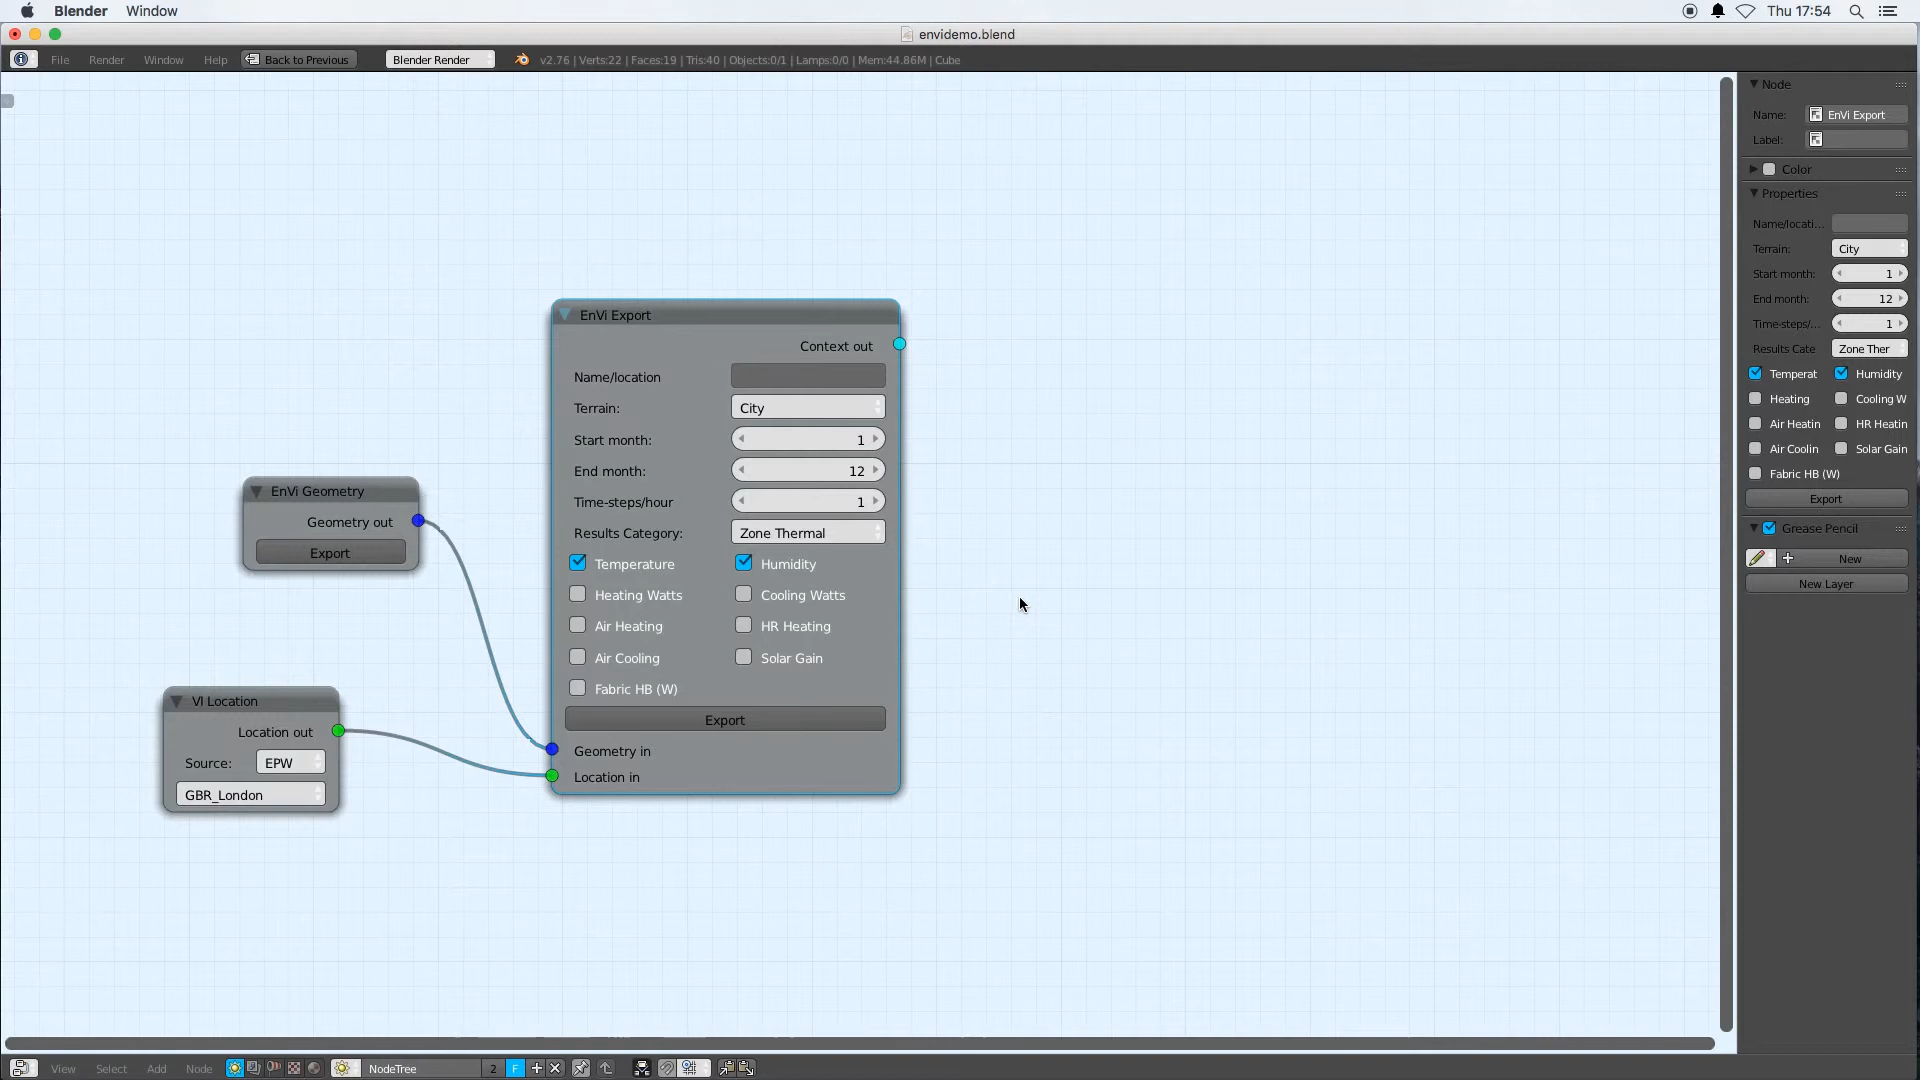 Blender Window Thu 17:54
envidemo.blend
File Render Window Help Back to Previous Blender Render v2.76 | Verts:22 | Faces:19 | Tris:40 | Objects:0/1 | Lamps:0/0 | Mem:44.86M | Cube
EnVi Export
Context out
Name/location
Terrain: City
Start month: 1
End month: 12
Time-steps/hour 1
Results Category: Zone Thermal
Temperature Humidity
Heating Watts Cooling Watts
Air Heating HR Heating
Air Cooling Solar Gain
Fabric HB (W)
Export
Geometry in
Location in
EnVi Geometry
Geometry out
Export
VI Location
Location out
Source: EPW
GBR_London
Node
Name: EnVi Export
Label:
Color
Properties
Name/locati...
Terrain: City
Start month: 1
End month: 12
Time-steps/... 1
Results Cate Zone Ther
Temperat Humidity
Heating Cooling W
Air Heatin HR Heatin
Air Coolin Solar Gain
Fabric HB (W)
Export
Grease Pencil
New
New Layer
View Select Add Node NodeTree 2 F